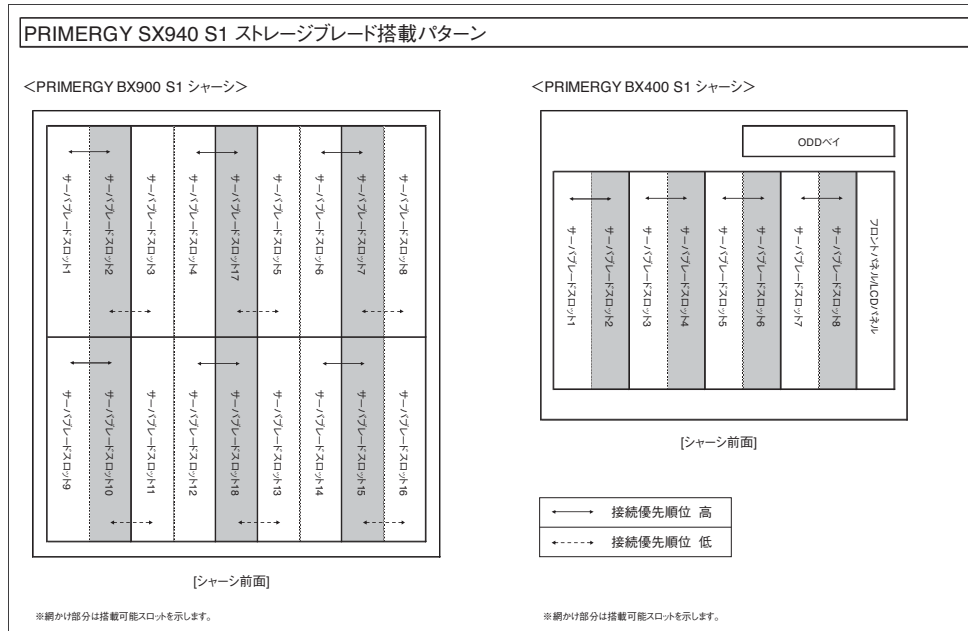 PRIMERGY SX940 S1 ストレージブレード搭載パターン
<PRIMERGY BX900 S1 シャーシ>
サーバブレードスロット1
サーバブレードスロット2
サーバブレードスロット3
サーバブレードスロット4
サーバブレードスロット17
サーバブレードスロット5
サーバブレードスロット6
サーバブレードスロット7
サーバブレードスロット8
サーバブレードスロット9
サーバブレードスロット10
サーバブレードスロット11
サーバブレードスロット12
サーバブレードスロット18
サーバブレードスロット13
サーバブレードスロット14
サーバブレードスロット15
サーバブレードスロット16
[シャーシ前面]
※網かけ部分は搭載可能スロットを示します。
<PRIMERGY BX400 S1 シャーシ>
ODDベイ
サーバブレードスロット1
サーバブレードスロット2
サーバブレードスロット3
サーバブレードスロット4
サーバブレードスロット5
サーバブレードスロット6
サーバブレードスロット7
サーバブレードスロット8
フロントパネル/LCDパネル
[シャーシ前面]
接続優先順位 高
接続優先順位 低
※網かけ部分は搭載可能スロットを示します。